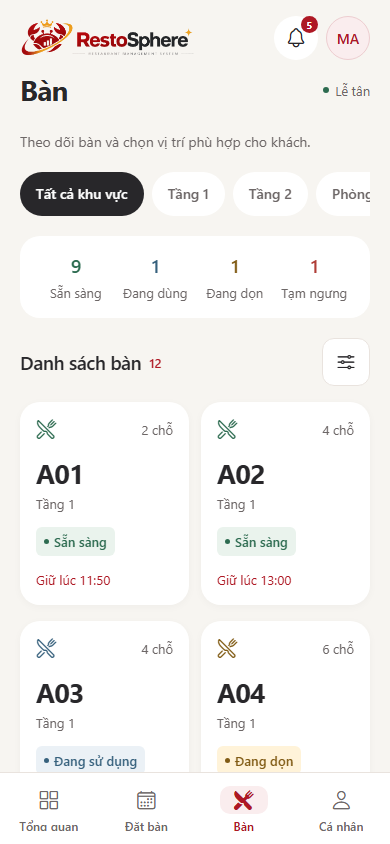 RestoSphere
RESTAURANT MANAGEMENT SYSTEM
5
MA
Bàn
Lễ tân
Theo dõi bàn và chọn vị trí phù hợp cho khách.
Tất cả khu vực
Tầng 1
Tầng 2
Phòng
9
1
1
1
Sẵn sàng
Đang dùng
Đang dọn
Tạm ngưng
Danh sách bàn 12
2 chỗ
A01
Tầng 1
Sẵn sàng
Giữ lúc 11:50
4 chỗ
A02
Tầng 1
Sẵn sàng
Giữ lúc 13:00
4 chỗ
A03
Tầng 1
Đang sử dụng
6 chỗ
A04
Tầng 1
Đang dọn
Tổng quan
Đặt bàn
Bàn
Cá nhân